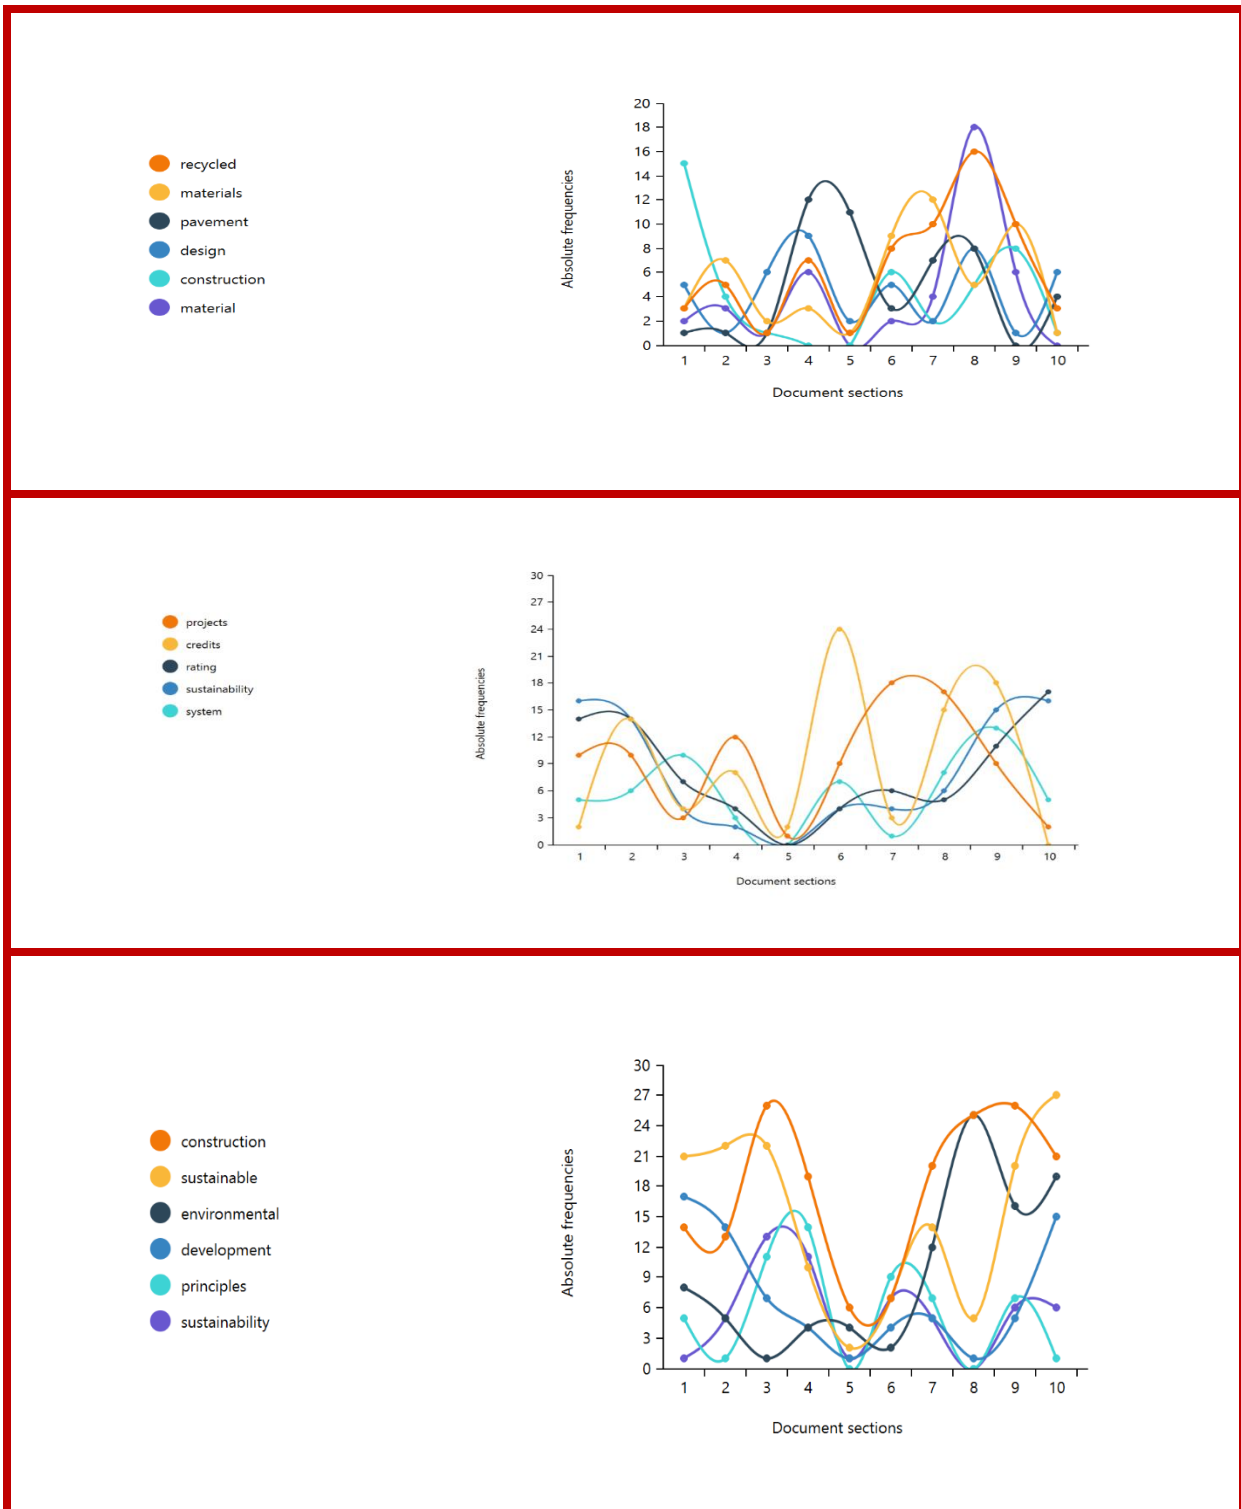 recycled
materials
pavement
design
construction
material
Absolute frequencies
20
18
16
14
12
10
8
6
4
2
0
1 2 3 4 5 6 7 8 9 10
Document sections
projects
credits
rating
sustainability
system
Absolute frequencies
30
27
24
21
18
15
12
9
6
3
0
1 2 3 4 5 6 7 8 9 10
Document sections
construction
sustainable
environmental
development
principles
sustainability
Absolute frequencies
30
27
24
21
18
15
12
9
6
3
0
1 2 3 4 5 6 7 8 9 10
Document sections